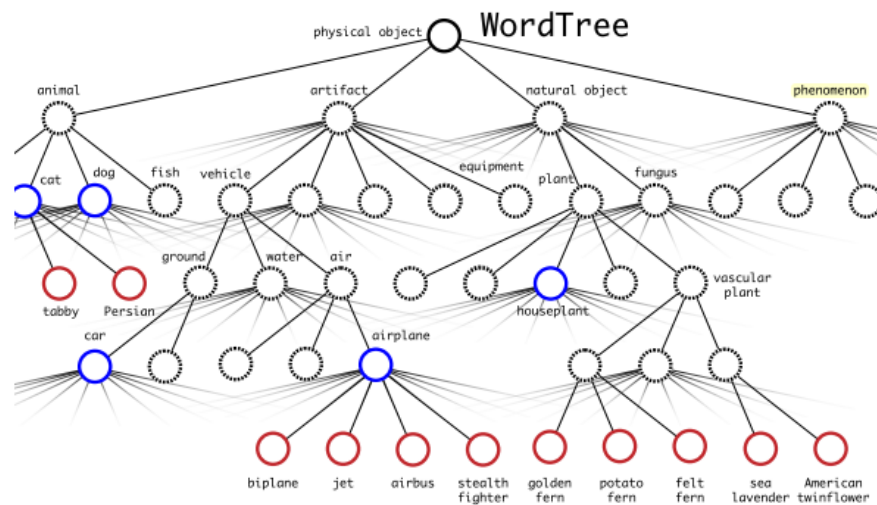 physical object
WordTree
animal
artifact
natural object
phenomenon
cat
dog
fish
vehicle
equipment
plant
fungus
ground
water
air
vascular
plant
tabby
Persian
houseplant
car
airplane
biplane
jet
airbus
stealth
fighter
golden
fern
potato
fern
felt
fern
sea
lavender
American
twinflower